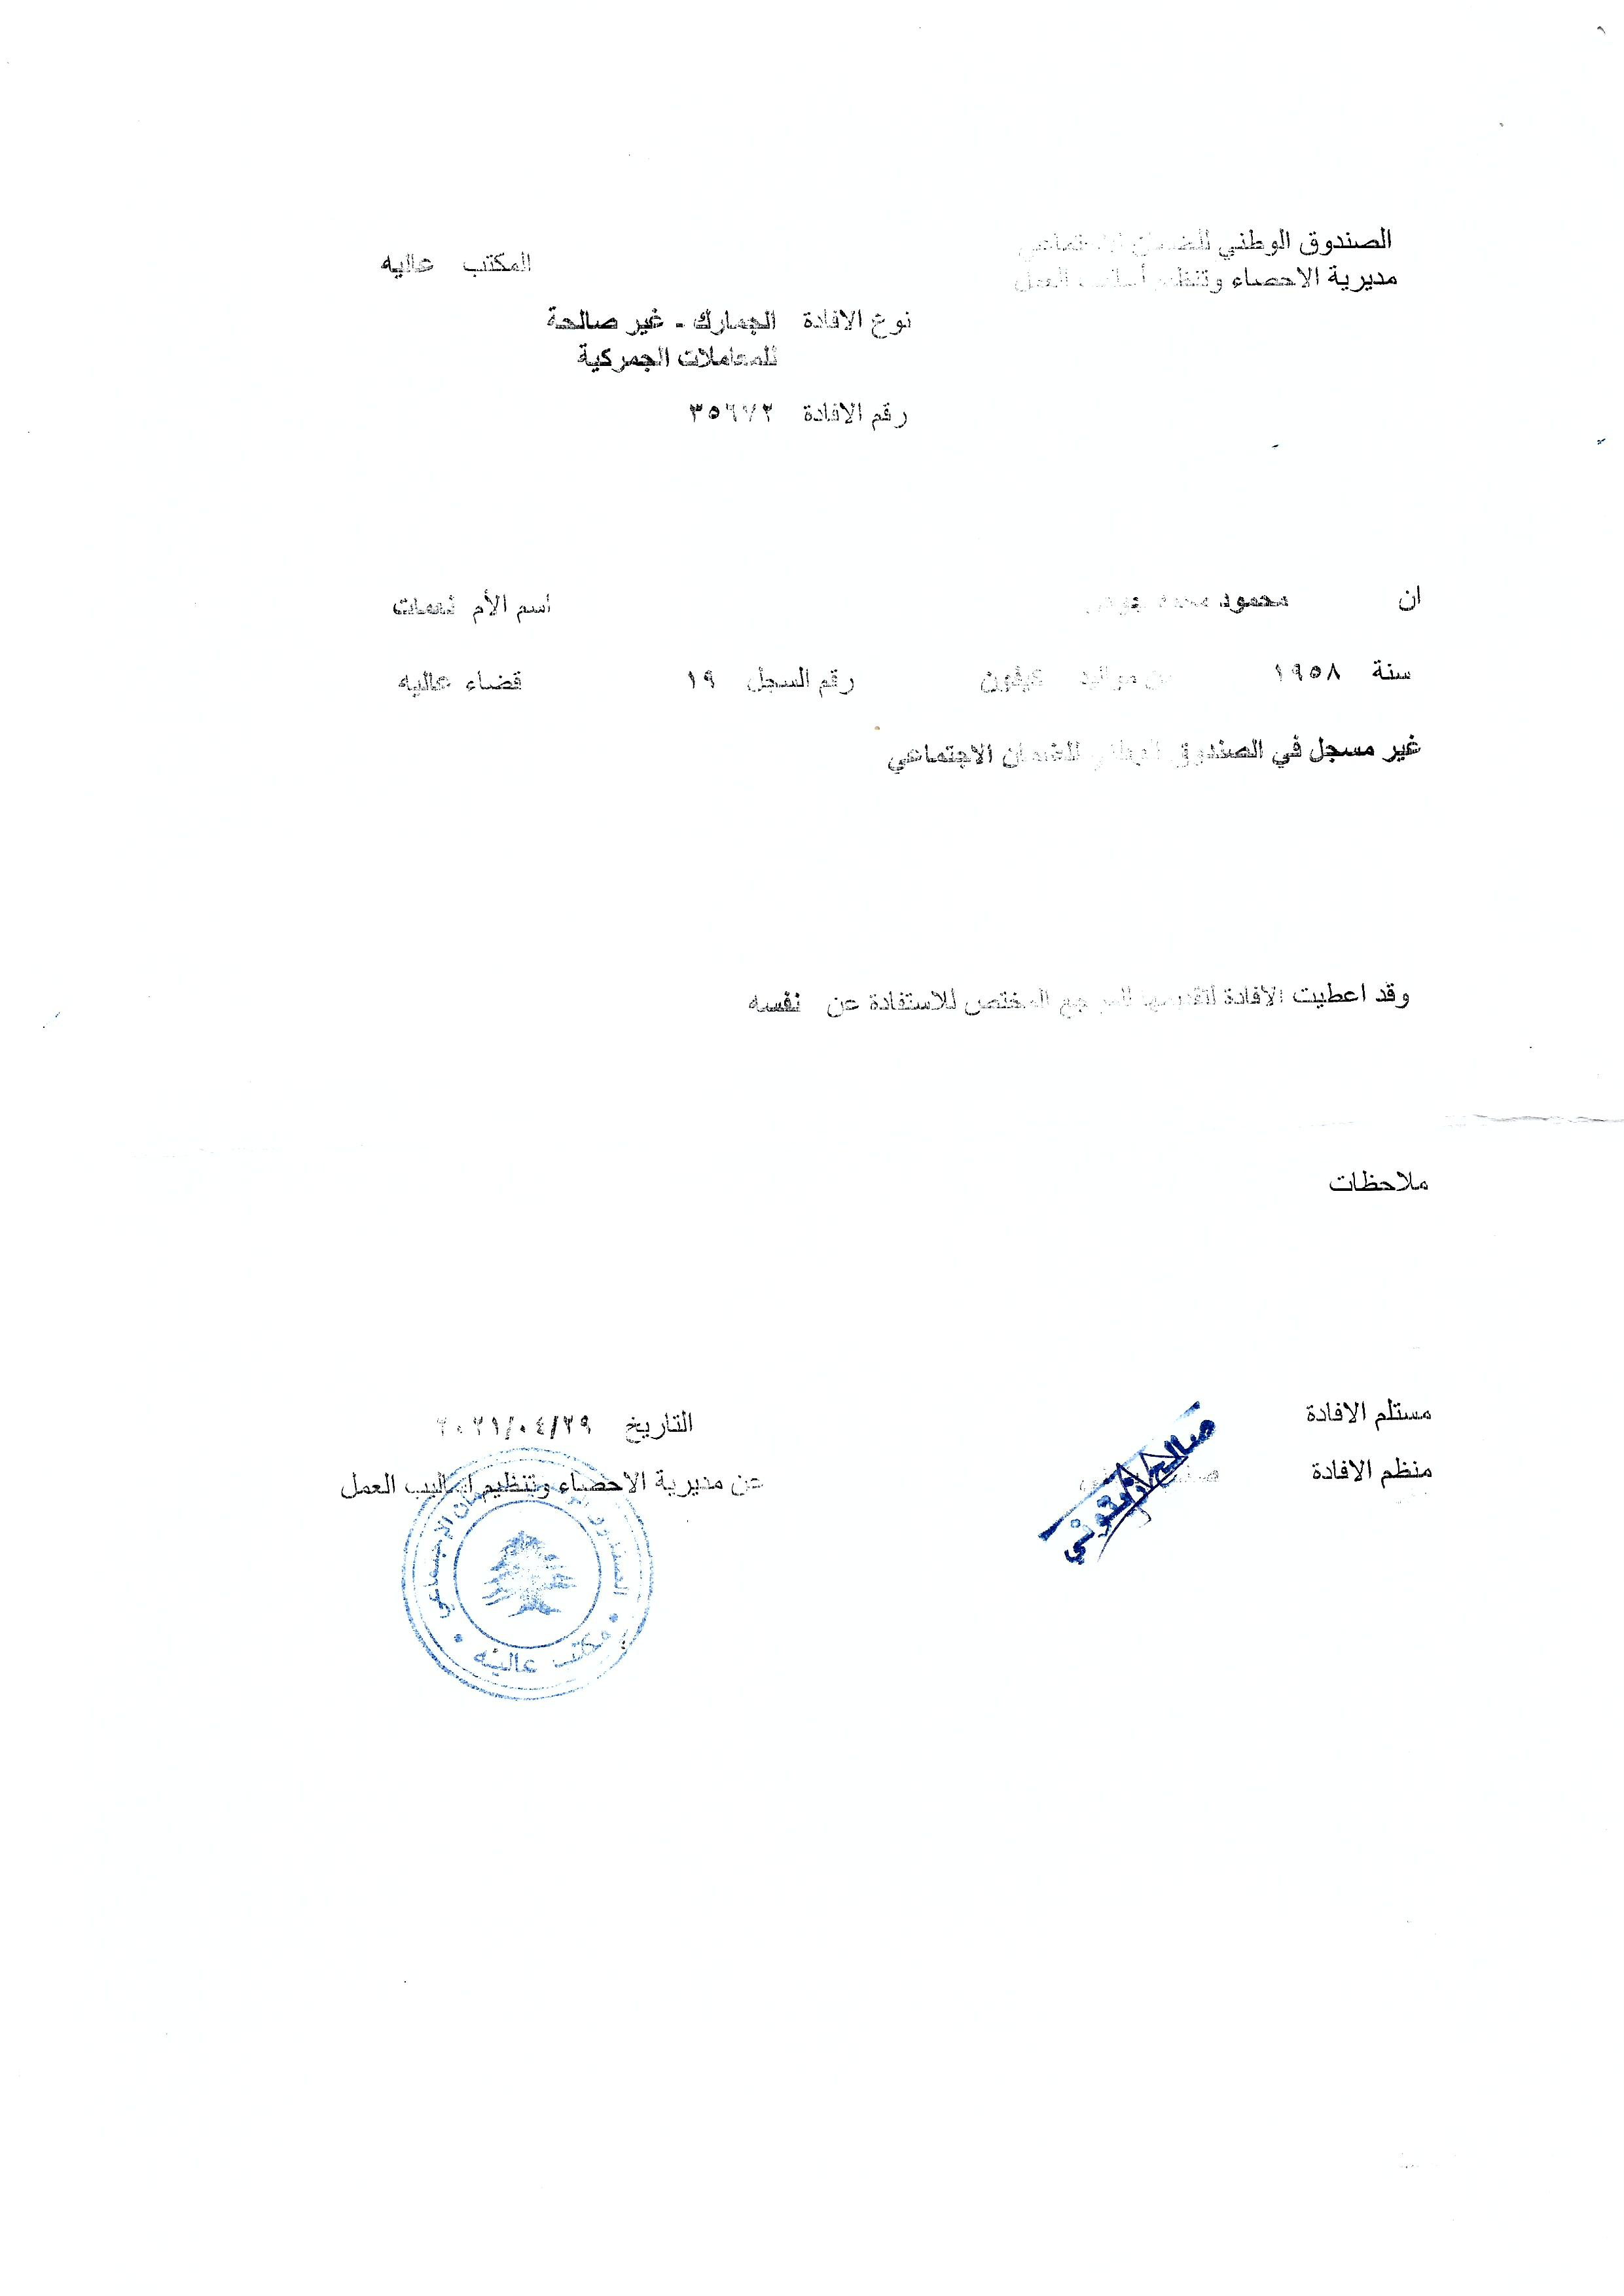 الصندوق الوطني للضمان الاجتماعي
مديرية الاحصاء وتنظيم أساليب العمل
المكتب عاليه
نوع الافادة الجمارك - غير صالحة
للمعاملات الجمركية
رقم الافادة ٣٥٦٧٢
ان محمود محمد
اسم الأم نعمات
سنة ١٩٥٨ من مواليد كيفون رقم السجل ١٩ قضاء عاليه
غير مسجل في الصندوق الوطني للضمان الاجتماعي
وقد اعطيت الافادة لتقديمها للمرجع المختص للاستفادة عن نفسه
ملاحظات
مستلم الافادة
التاريخ ٢٠٢١/٠٤/٢٩
منظم الافادة
صالح زيتوني
عن مديرية الاحصاء وتنظيم اساليب العمل
الصندوق الوطني للضمان الاجتماعي
مكتب عاليه